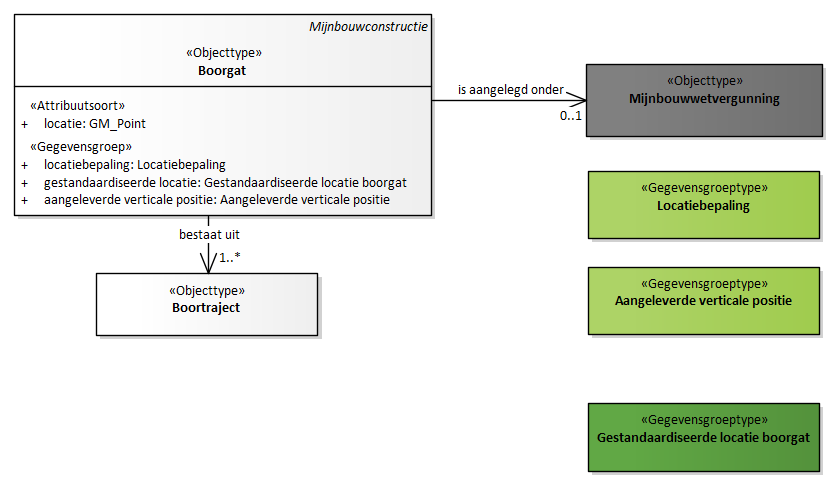 Mijnbouwconstructie
«Objecttype»
Boorgat
«Attribuutsoort»
+ locatie: GM_Point
«Gegevensgroep»
+ locatiebepaling: Locatiebepaling
+ gestandaardiseerde locatie: Gestandaardiseerde locatie boorgat
+ aangeleverde verticale positie: Aangeleverde verticale positie
is aangelegd onder
0..1
«Objecttype»
Mijnbouwwetvergunning
«Gegevensgroeptype»
Locatiebepaling
bestaat uit
1..*
«Objecttype»
Boortraject
«Gegevensgroeptype»
Aangeleverde verticale positie
«Gegevensgroeptype»
Gestandaardiseerde locatie boorgat